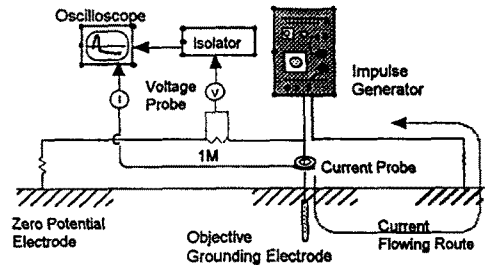 Oscilloscope
Isolator
Impulse
Generator
Voltage
Probe
I
V
1M
Current Probe
Zero Potential
Electrode
Objective
Grounding Electrode
Current
Flowing Route